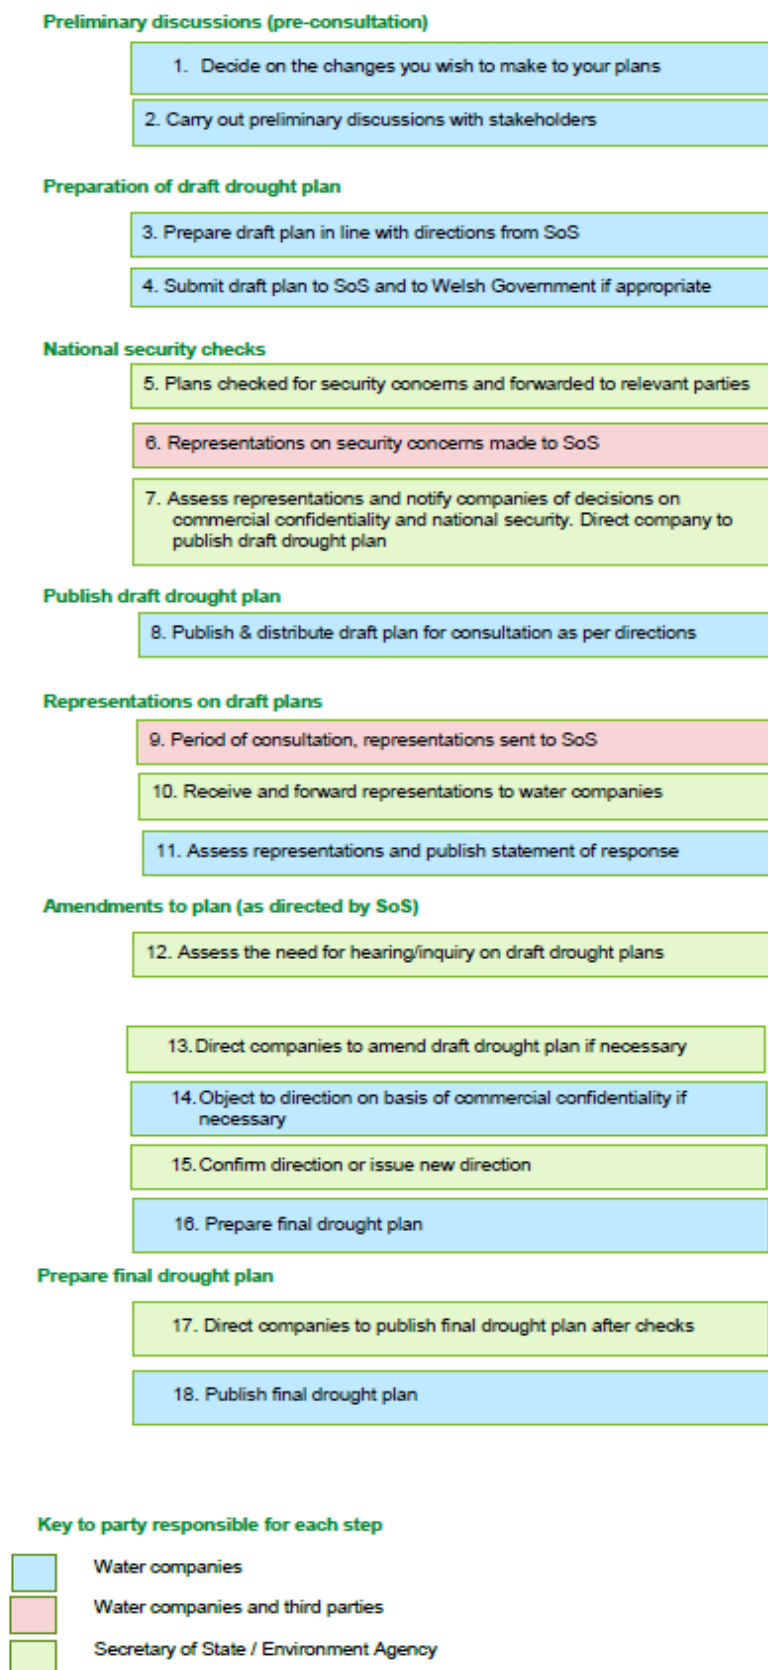 Preliminary discussions (pre-consultation)
1. Decide on the changes you wish to make to your plans
2. Carry out preliminary discussions with stakeholders
Preparation of draft drought plan
3. Prepare draft plan in line with directions from SoS
4. Submit draft plan to SoS and to Welsh Government if appropriate
National security checks
5. Plans checked for security concerns and forwarded to relevant parties
6. Representations on security concerns made to SoS
7. Assess representations and notify companies of decisions on
commercial confidentiality and national security. Direct company to
publish draft drought plan
Publish draft drought plan
8. Publish & distribute draft plan for consultation as per directions
Representations on draft plans
9. Period of consultation, representations sent to SoS
10. Receive and forward representations to water companies
11. Assess representations and publish statement of response
Amendments to plan (as directed by SoS)
12. Assess the need for hearing/inquiry on draft drought plans
13. Direct companies to amend draft drought plan if necessary
14. Object to direction on basis of commercial confidentiality if
necessary
15. Confirm direction or issue new direction
16. Prepare final drought plan
Prepare final drought plan
17. Direct companies to publish final drought plan after checks
18. Publish final drought plan
Key to party responsible for each step
Water companies
Water companies and third parties
Secretary of State / Environment Agency